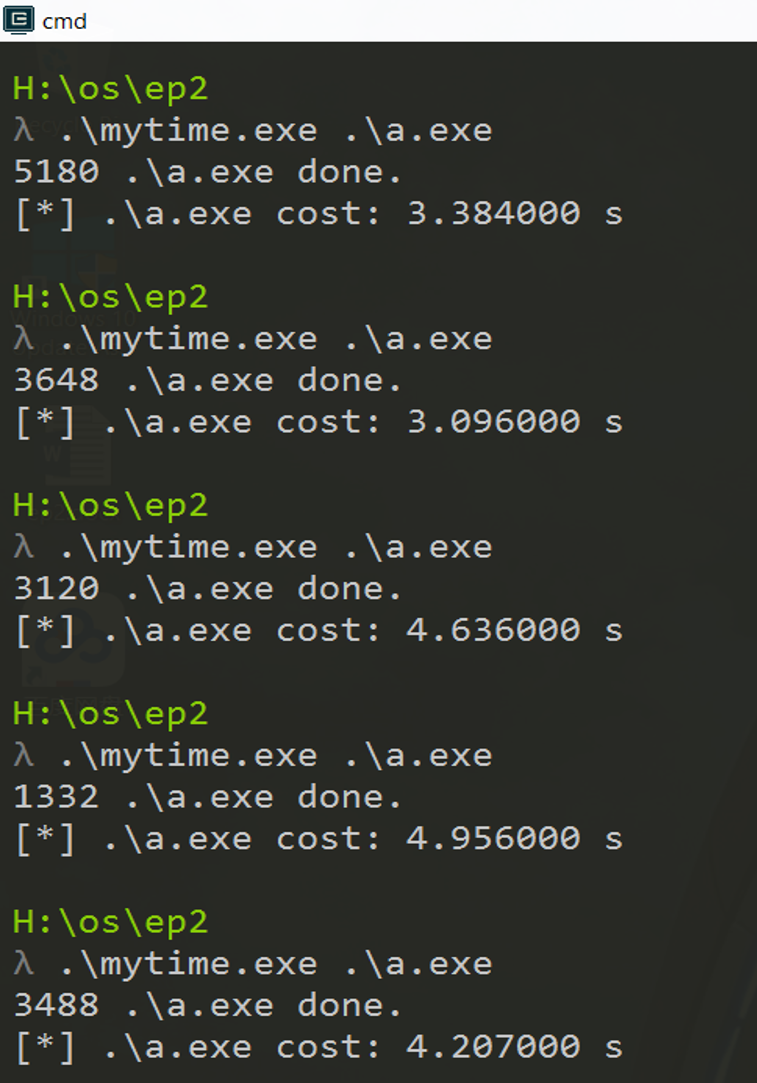 cmd
H:\os\ep2
λ .\mytime.exe .\a.exe
5180 .\a.exe done.
[*] .\a.exe cost: 3.384000 s
H:\os\ep2
λ .\mytime.exe .\a.exe
3648 .\a.exe done.
[*] .\a.exe cost: 3.096000 s
H:\os\ep2
λ .\mytime.exe .\a.exe
3120 .\a.exe done.
[*] .\a.exe cost: 4.636000 s
H:\os\ep2
λ .\mytime.exe .\a.exe
1332 .\a.exe done.
[*] .\a.exe cost: 4.956000 s
H:\os\ep2
λ .\mytime.exe .\a.exe
3488 .\a.exe done.
[*] .\a.exe cost: 4.207000 s